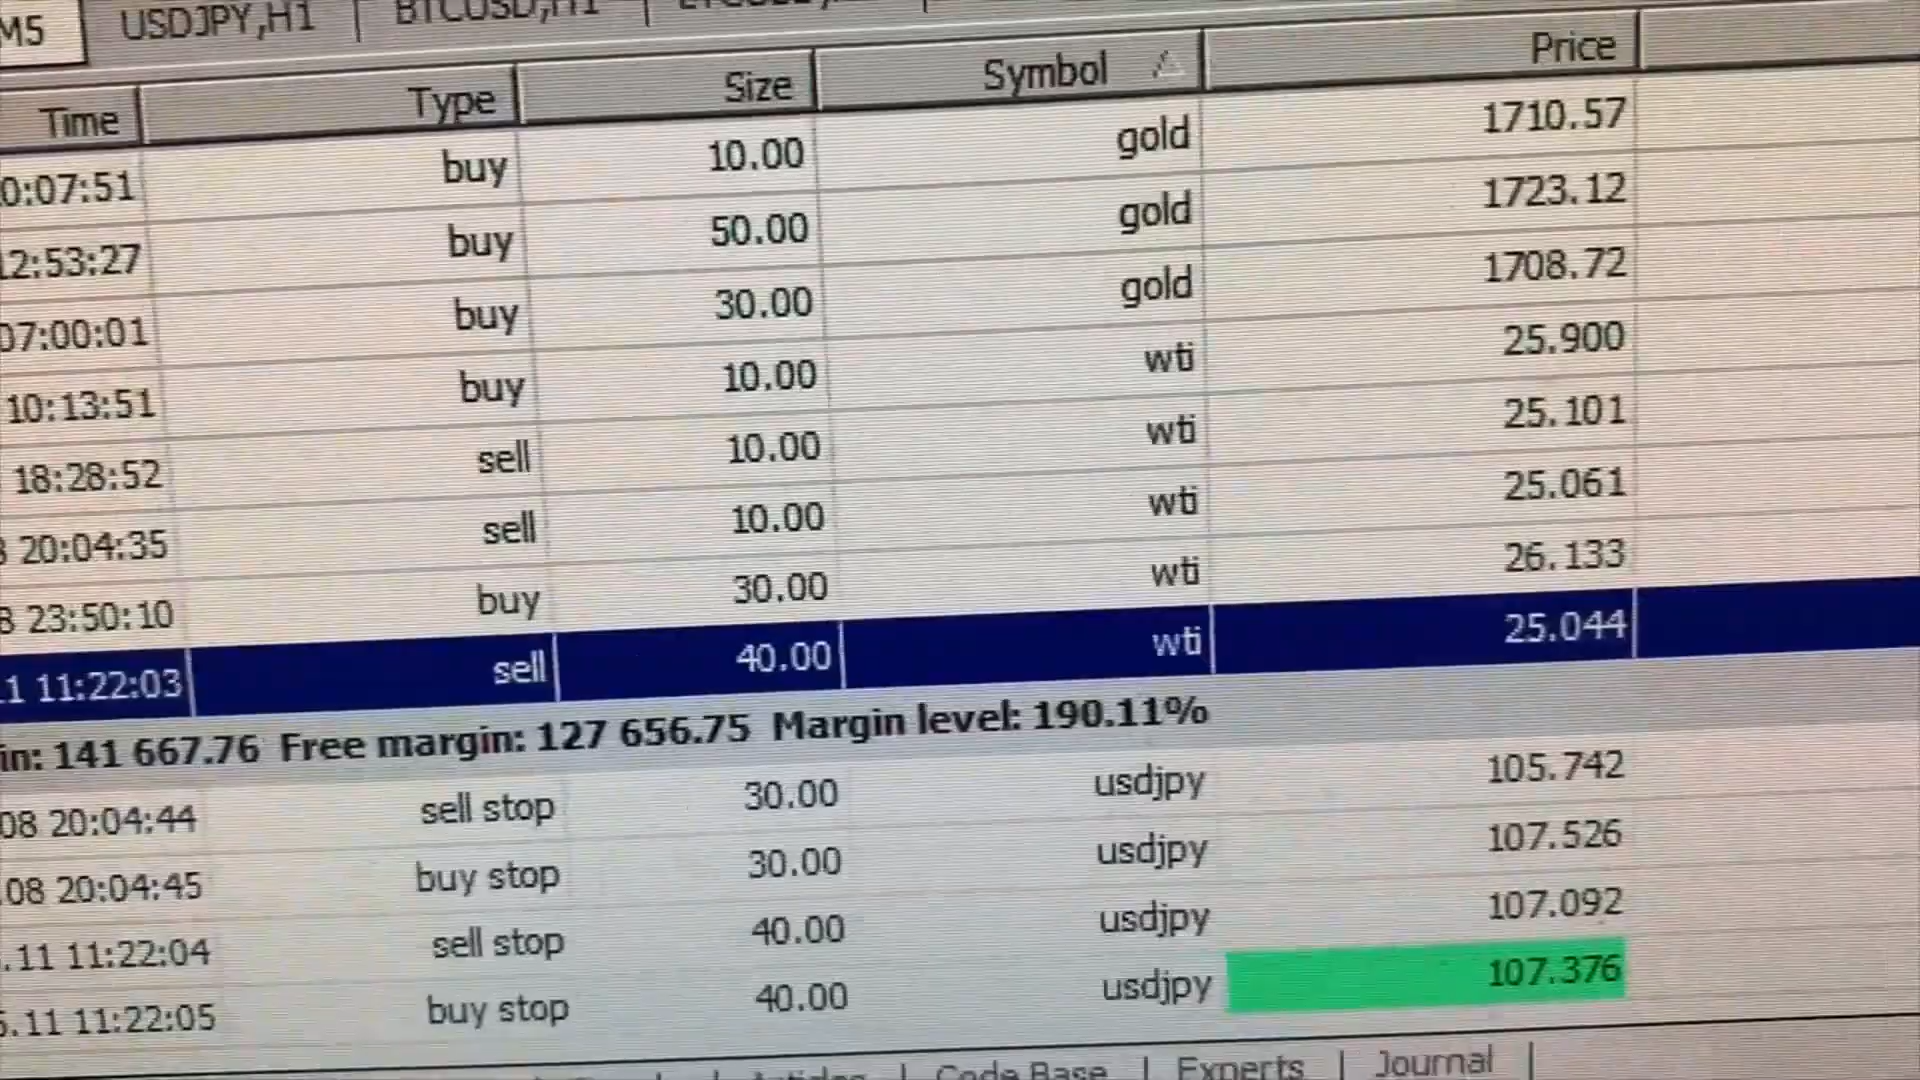 M5 USDJPY,H1 BTCUSD,H1
Time Type Size Symbol Price
0:07:51 buy 10.00 gold 1710.57
12:53:27 buy 50.00 gold 1723.12
07:00:01 buy 30.00 gold 1708.72
10:13:51 buy 10.00 wti 25.900
18:28:52 sell 10.00 wti 25.101
20:04:35 sell 10.00 wti 25.061
23:50:10 buy 30.00 wti 26.133
11:22:03 sell 40.00 wti 25.044
in: 141 667.76 Free margin: 127 656.75 Margin level: 190.11%
08 20:04:44 sell stop 30.00 usdjpy 105.742
.08 20:04:45 buy stop 30.00 usdjpy 107.526
.11 11:22:04 sell stop 40.00 usdjpy 107.092
5.11 11:22:05 buy stop 40.00 usdjpy 107.376
Code Base | Experts | Journal |